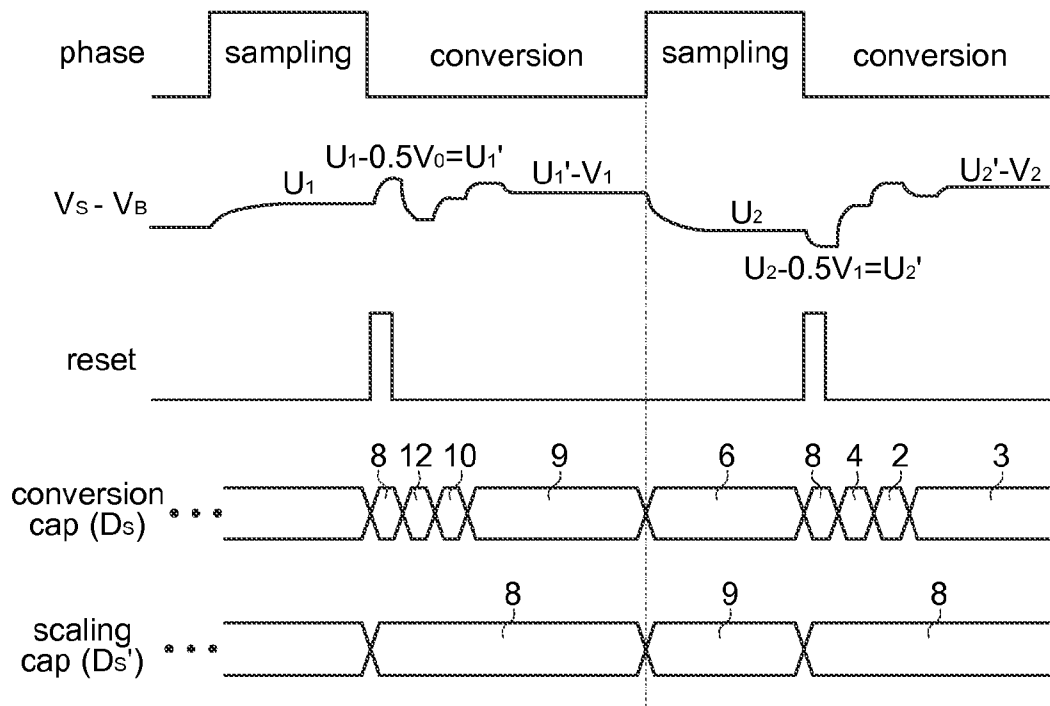 phase
sampling
conversion
sampling
conversion
VS - VB
U1
U1-0.5V0=U1'
U1'-V1
U2
U2-0.5V1=U2'
U2'-V2
reset
8 12 10 9 6 8 4 2 3
conversion
cap (DS)
8 9 8
scaling
cap (DS')